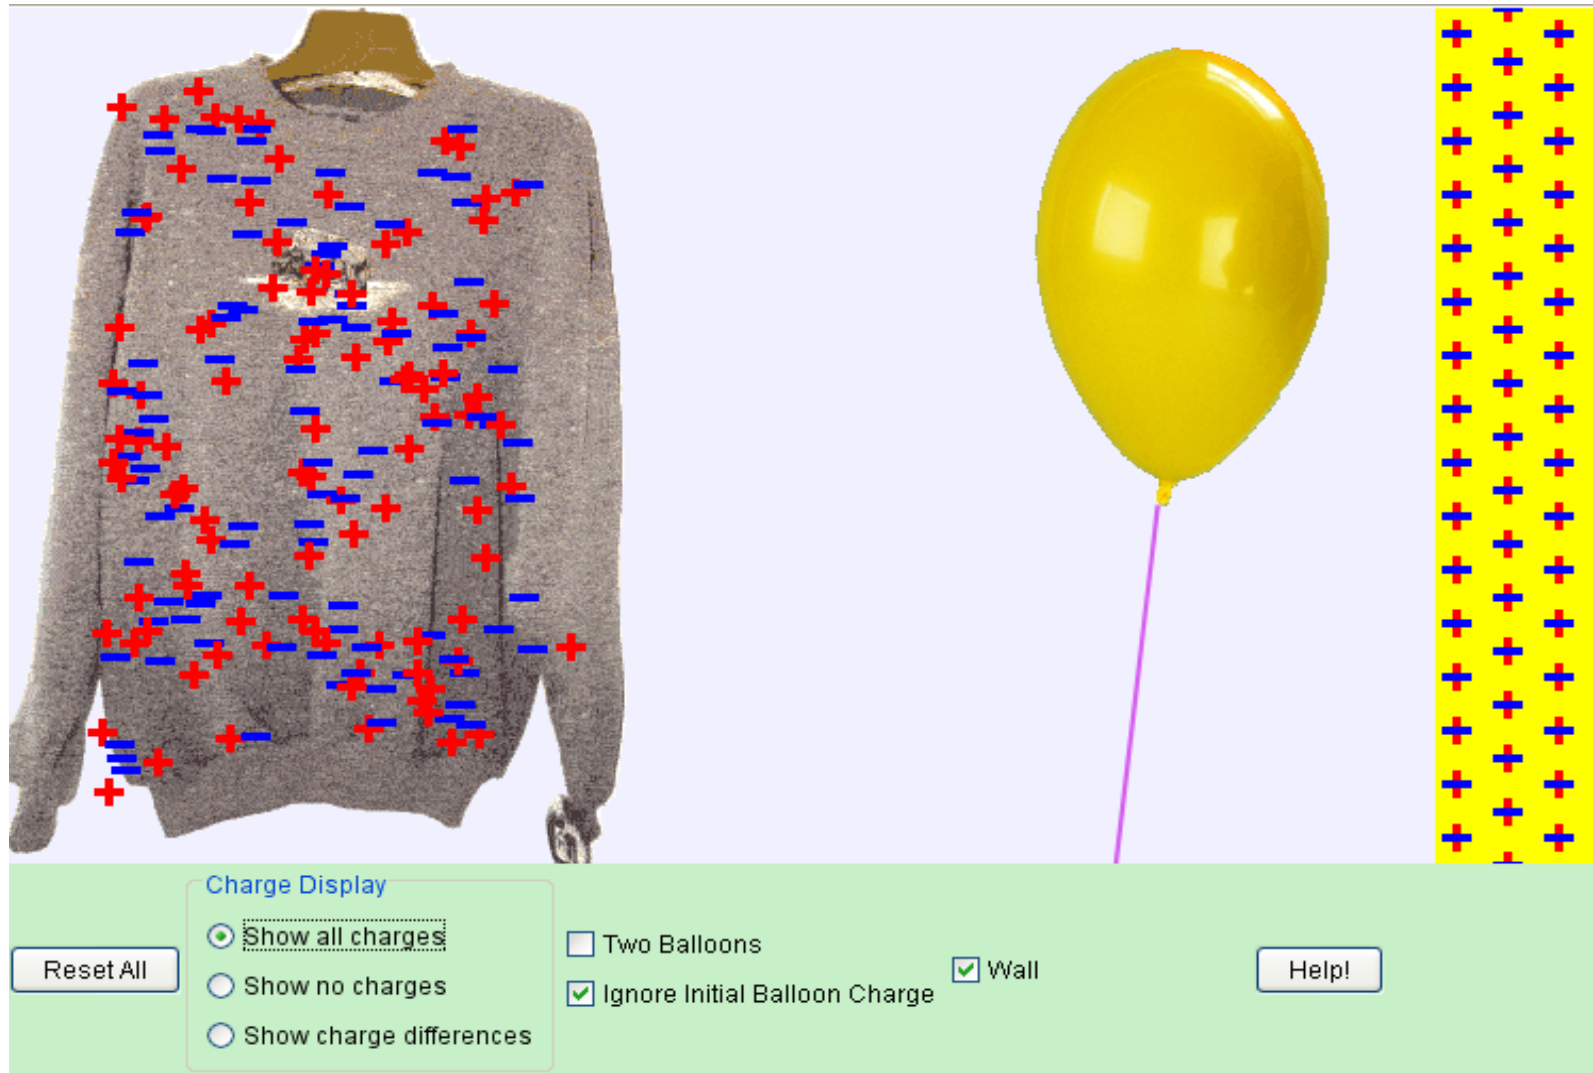 Charge Display
Show all charges
Show no charges
Show charge differences
Reset All
Two Balloons
Ignore Initial Balloon Charge
Wall
Help!